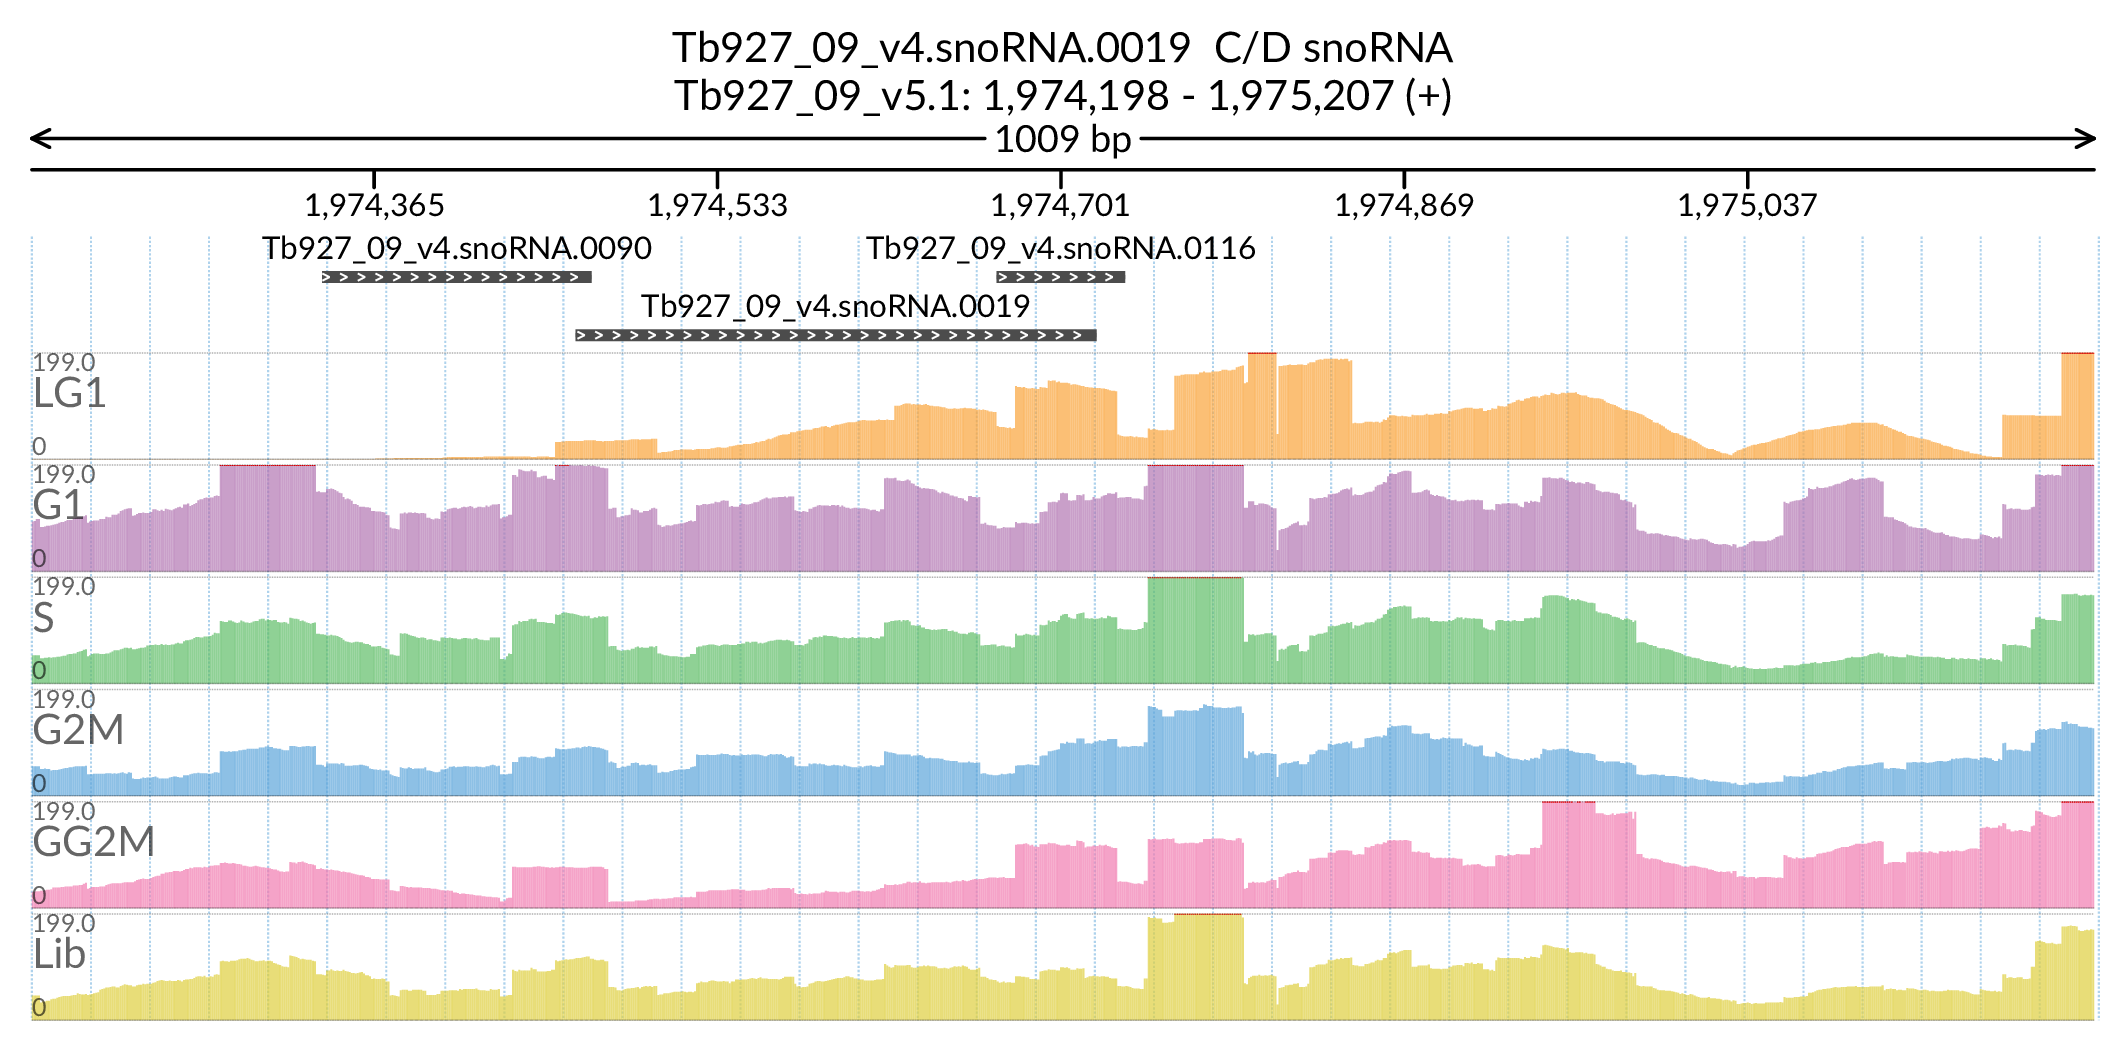 Tb927_09_v4.snoRNA.0019 C/D snoRNA
Tb927_09_v5.1: 1,974,198 - 1,975,207 (+)
1009 bp
1,974,365 1,974,533 1,974,701 1,974,869 1,975,037
Tb927_09_v4.snoRNA.0090 Tb927_09_v4.snoRNA.0116
Tb927_09_v4.snoRNA.0019
199.0
LG1
0
199.0
G1
0
199.0
S
0
199.0
G2M
0
199.0
GG2M
0
199.0
Lib
0